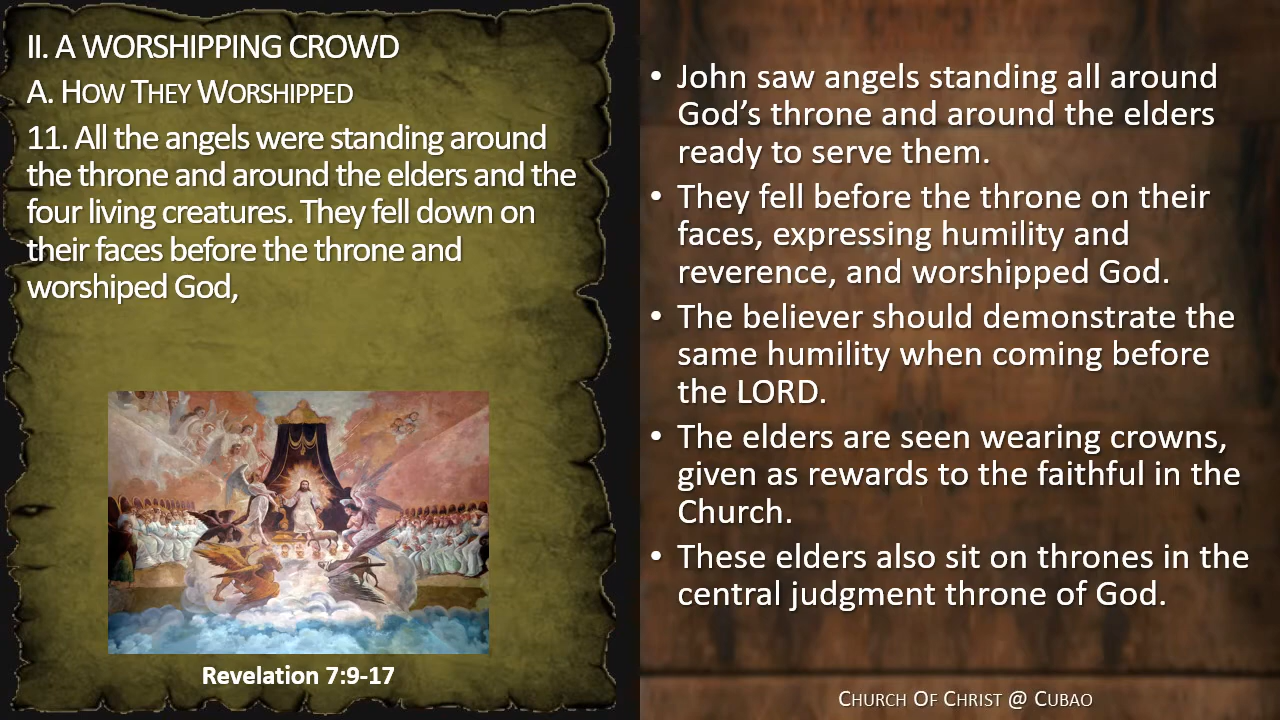 II. A WORSHIPPING CROWD
A. HOW THEY WORSHIPPED
11. All the angels were standing around
the throne and around the elders and the
four living creatures. They fell down on
their faces before the throne and
worshiped God,
Revelation 7:9-17
• John saw angels standing all around
God’s throne and around the elders
ready to serve them.
• They fell before the throne on their
faces, expressing humility and
reverence, and worshipped God.
• The believer should demonstrate the
same humility when coming before
the LORD.
• The elders are seen wearing crowns,
given as rewards to the faithful in the
Church.
• These elders also sit on thrones in the
central judgment throne of God.
CHURCH OF CHRIST @ CUBAO